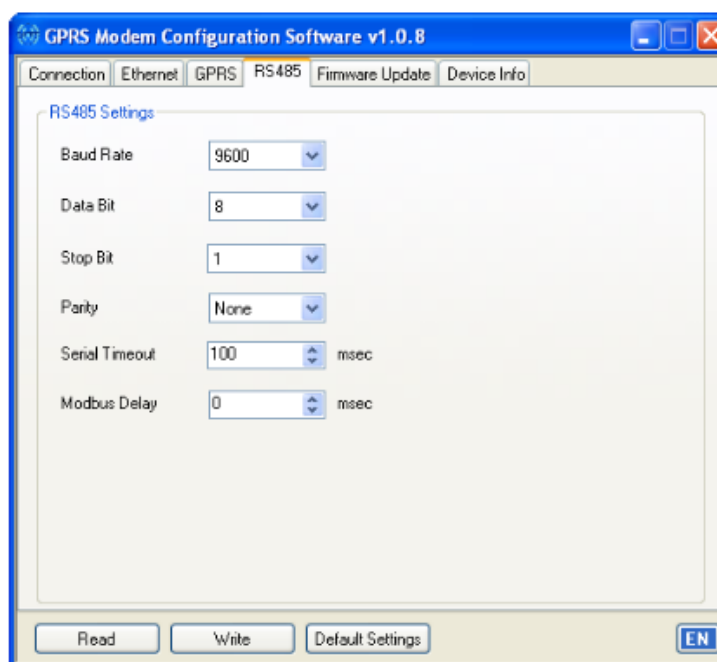 GPRS Modem Configuration Software v1.0.8
Connection Ethernet GPRS RS485 Firmware Update Device Info
RS485 Settings
Baud Rate 9600
Data Bit 8
Stop Bit 1
Parity None
Serial Timeout 100 msec
Modbus Delay 0 msec
Read Write Default Settings EN